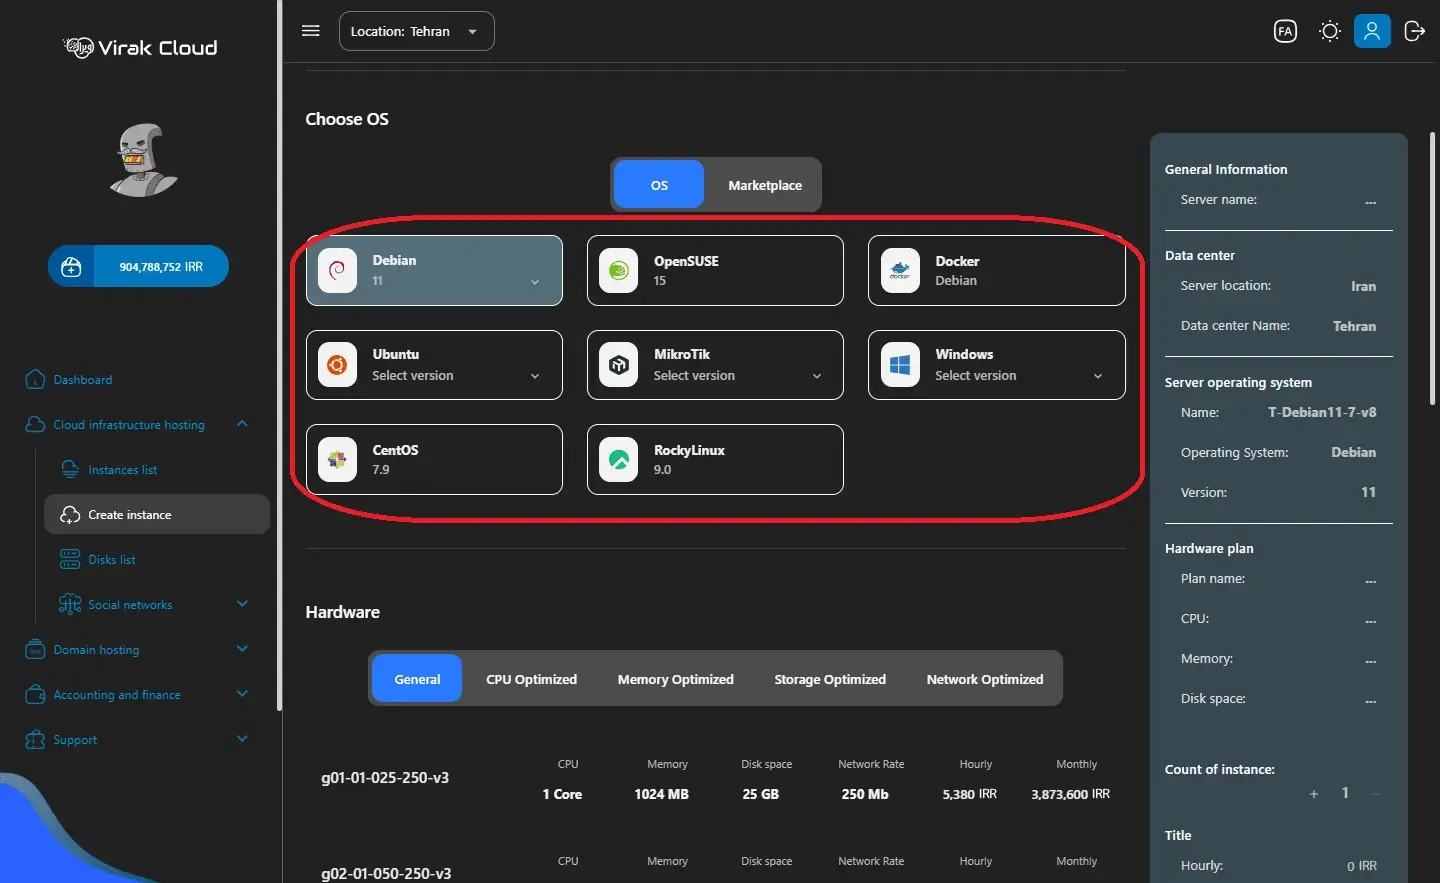 Virak Cloud
Location: Tehran
FA
904,788,752 IRR
Dashboard
Cloud infrastructure hosting
Instances list
Create instance
Disks list
Social networks
Domain hosting
Accounting and finance
Support
Choose OS
OS
Marketplace
Debian
11
OpenSUSE
15
docker
Docker
Debian
Ubuntu
Select version
MikroTik
Select version
Windows
Select version
CentOS
7.9
RockyLinux
9.0
Hardware
General
CPU Optimized
Memory Optimized
Storage Optimized
Network Optimized
CPU Memory Disk space Network Rate Hourly Monthly
g01-01-025-250-v3 1 Core 1024 MB 25 GB 250 Mb 5,380 IRR 3,873,600 IRR
CPU Memory Disk space Network Rate Hourly Monthly
g02-01-050-250-v3
General Information
Server name: ...
Data center
Server location: Iran
Data center Name: Tehran
Server operating system
Name: T-Debian11-7-v8
Operating System: Debian
Version: 11
Hardware plan
Plan name: ...
CPU: ...
Memory: ...
Disk space: ...
Count of instance:
+ 1 −
Title
Hourly: 0 IRR